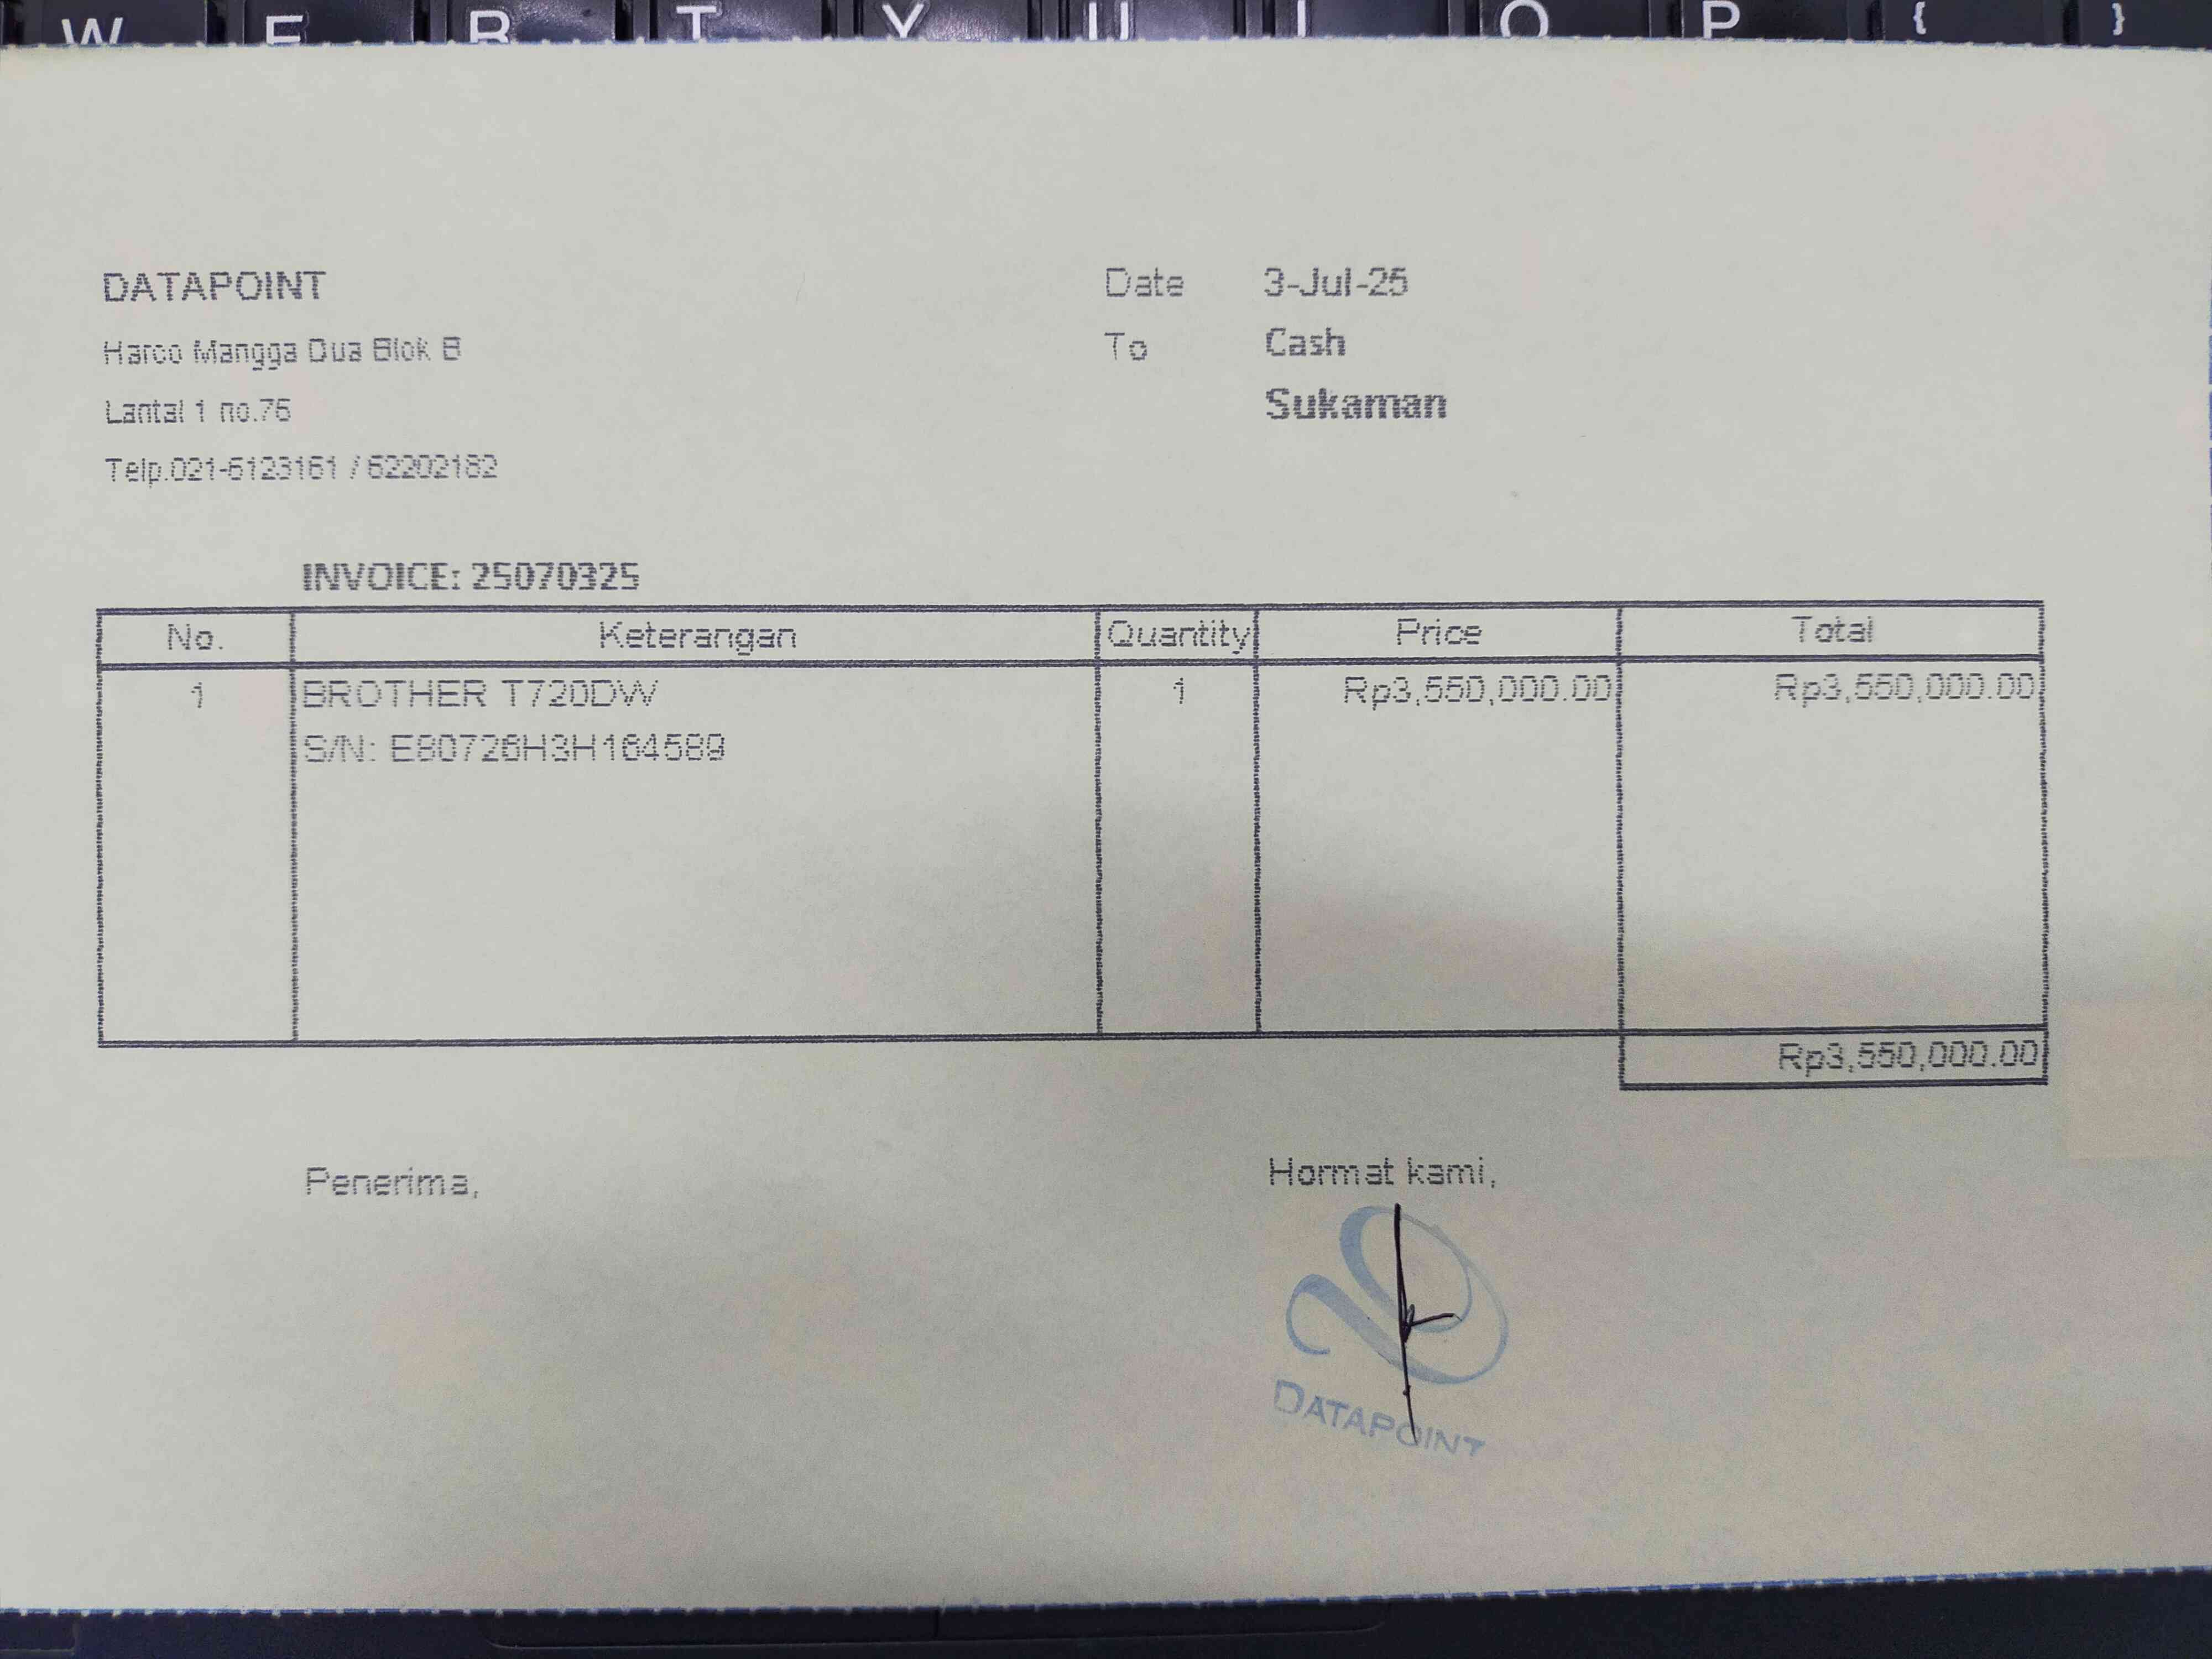 W E R T Y U I O P { }
DATAPOINT
Harco Mangga Dua Blok B
Lantai 1 no.76
Telp.021-6123161 / 62202182
Date 3-Jul-25
To Cash
Sukaman
INVOICE: 25070325
No. Keterangan Quantity Price Total
1 BROTHER T720DW 1 Rp3,550,000.00 Rp3,550,000.00
S/N: E80726H3H164589
Rp3,550,000.00
Penerima,
Hormat kami,
DATAPOINT